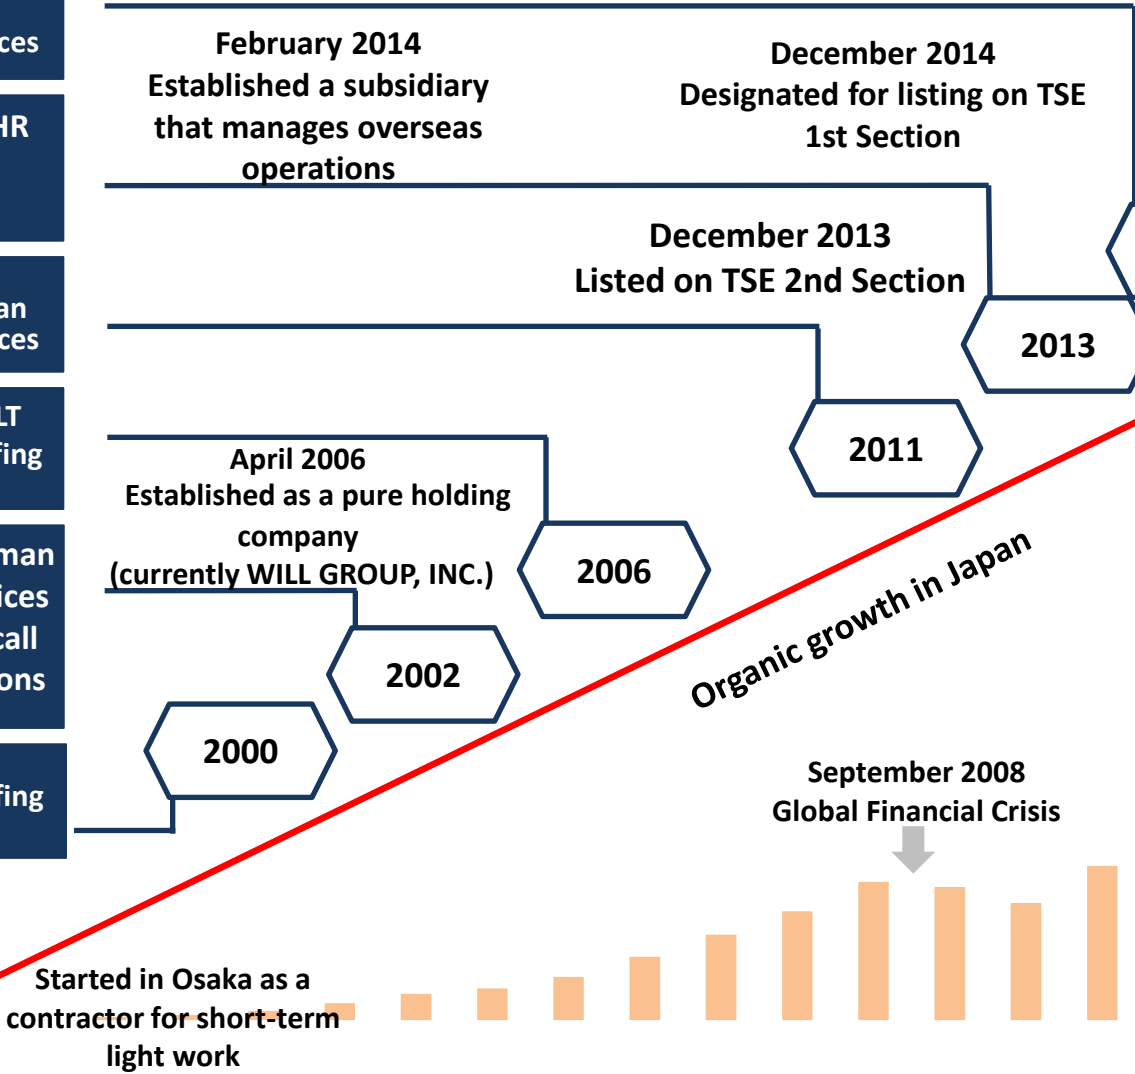 ces
February 2014
Established a subsidiary
that manages overseas
operations
December 2014
Designated for listing on TSE
1st Section
HR
December 2013
Listed on TSE 2nd Section
an
ces
2013
LT
fing
2011
April 2006
Established as a pure holding
company
(currently WILL GROUP, INC.)
2006
man
ices
call
ons
2002
Organic growth in Japan
2000
fing
September 2008
Global Financial Crisis
Started in Osaka as a
contractor for short-term
light work